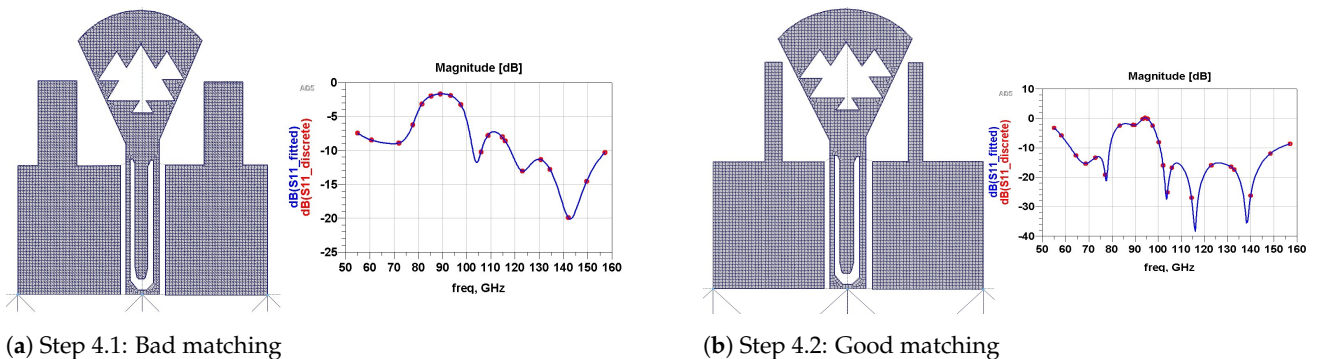 Magnitude [dB]
ADS
dB(S11_fitted)
dB(S11_discrete)
0
-5
-10
-15
-20
-25
50 60 70 80 90 100 110 120 130 140 150 160
freq, GHz
(a) Step 4.1: Bad matching
Magnitude [dB]
ADS
dB(S11_fitted)
dB(S11_discrete)
10
0
-10
-20
-30
-40
50 60 70 80 90 100 110 120 130 140 150 160
freq, GHz
(b) Step 4.2: Good matching